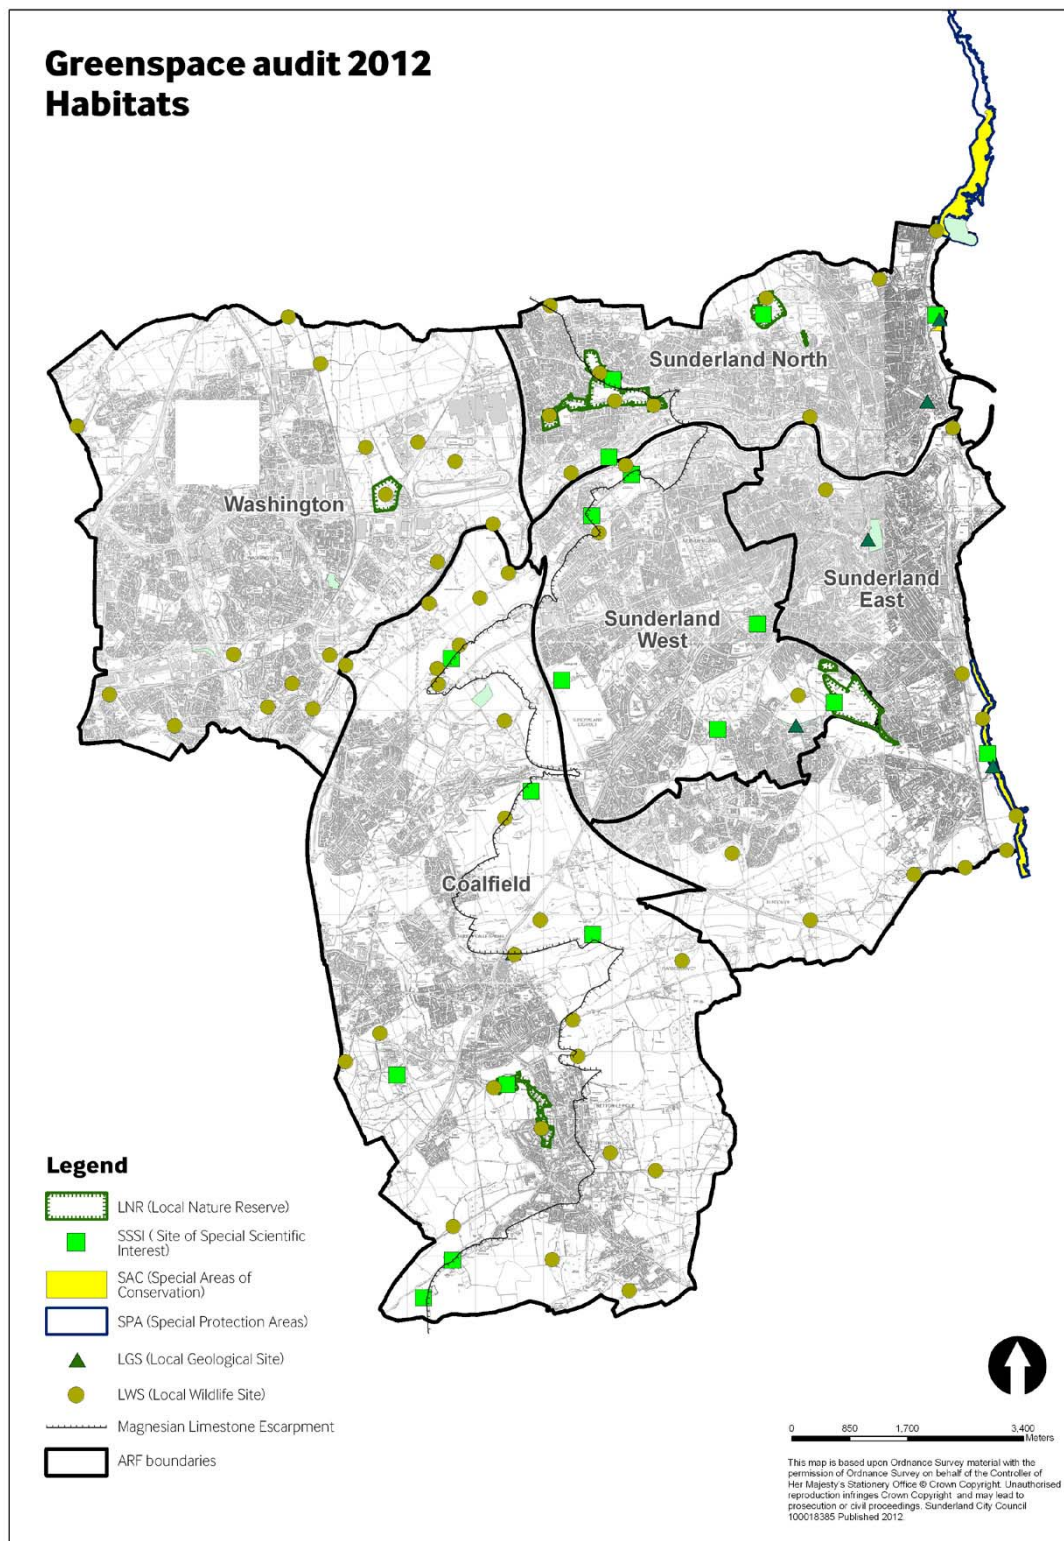 Greenspace audit 2012
Habitats
Sunderland North
Washington
Sunderland
East
Sunderland
West
Coalfield
Legend
LNR (Local Nature Reserve)
SSSI ( Site of Special Scientific
Interest)
SAC (Special Areas of
Conservation)
SPA (Special Protection Areas)
LGS (Local Geological Site)
LWS (Local Wildlife Site)
Magnesian Limestone Escarpment
ARF boundaries
0 850 1,700 3,400
Meters
This map is based upon Ordnance Survey material with the
permission of Ordnance Survey on behalf of the Controller of
Her Majesty's Stationery Office © Crown Copyright. Unauthorised
reproduction infringes Crown Copyright and may lead to
prosecution or civil proceedings. Sunderland City Council
100018385 Published 2012.